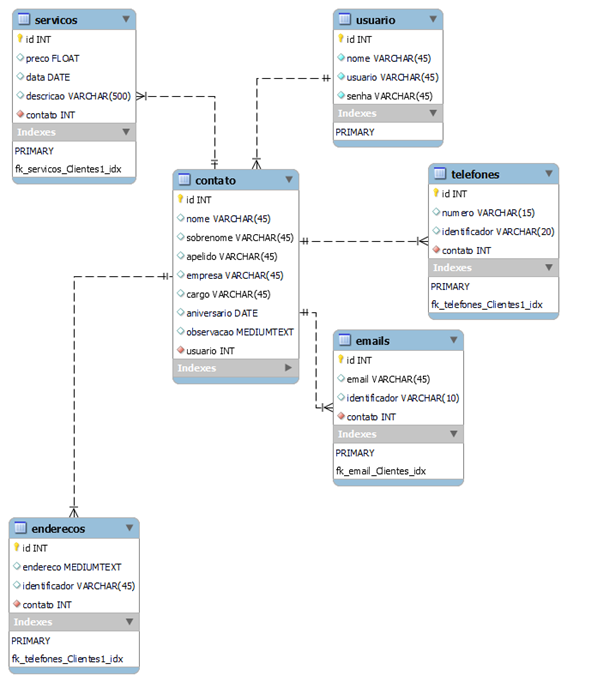 servicos
id INT
preco FLOAT
data DATE
descricao VARCHAR(500)
contato INT
Indexes
PRIMARY
fk_servicos_Clientes1_idx
usuario
id INT
nome VARCHAR(45)
usuario VARCHAR(45)
senha VARCHAR(45)
Indexes
PRIMARY
contato
id INT
nome VARCHAR(45)
sobrenome VARCHAR(45)
apelido VARCHAR(45)
empresa VARCHAR(45)
cargo VARCHAR(45)
aniversario DATE
observacao MEDIUMTEXT
usuario INT
Indexes
telefones
id INT
numero VARCHAR(15)
identificador VARCHAR(20)
contato INT
Indexes
PRIMARY
fk_telefones_Clientes1_idx
emails
id INT
email VARCHAR(45)
identificador VARCHAR(10)
contato INT
Indexes
PRIMARY
fk_email_Clientes_idx
enderecos
id INT
endereco MEDIUMTEXT
identificador VARCHAR(45)
contato INT
Indexes
PRIMARY
fk_telefones_Clientes1_idx